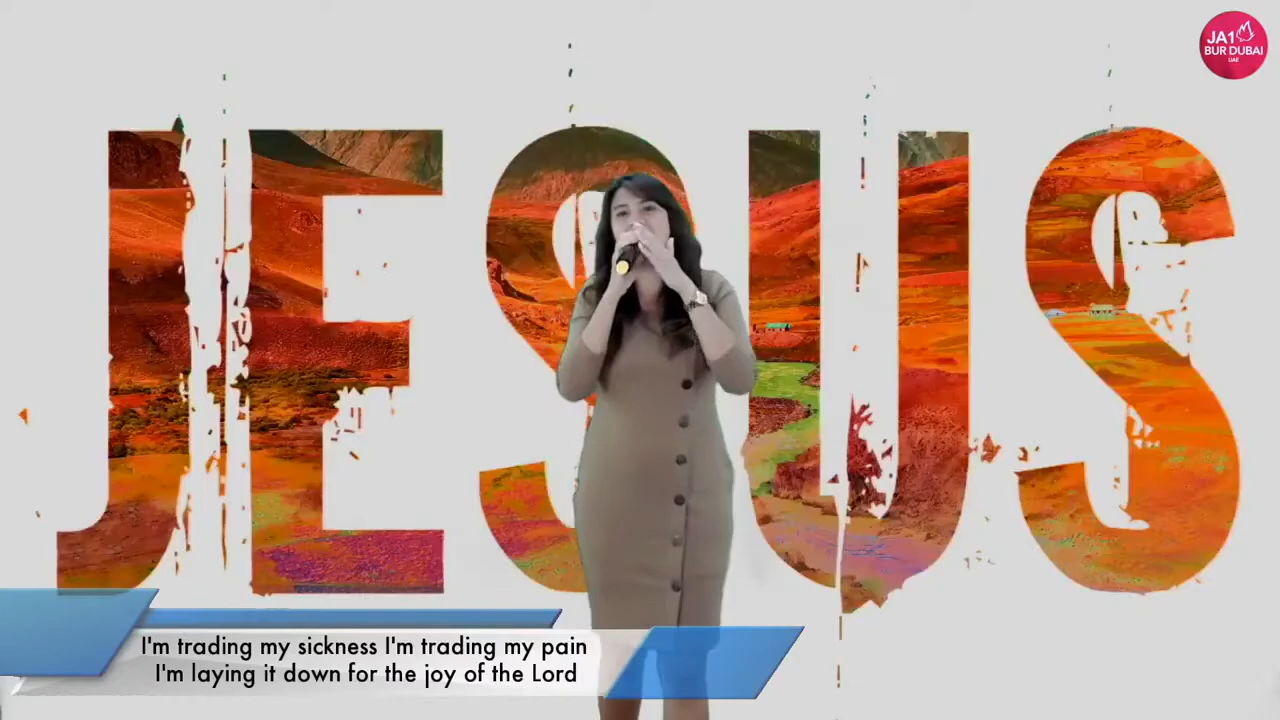 JA1
BUR DUBAI
UAE
JESUS
I'm trading my sickness I'm trading my pain
I'm laying it down for the joy of the Lord